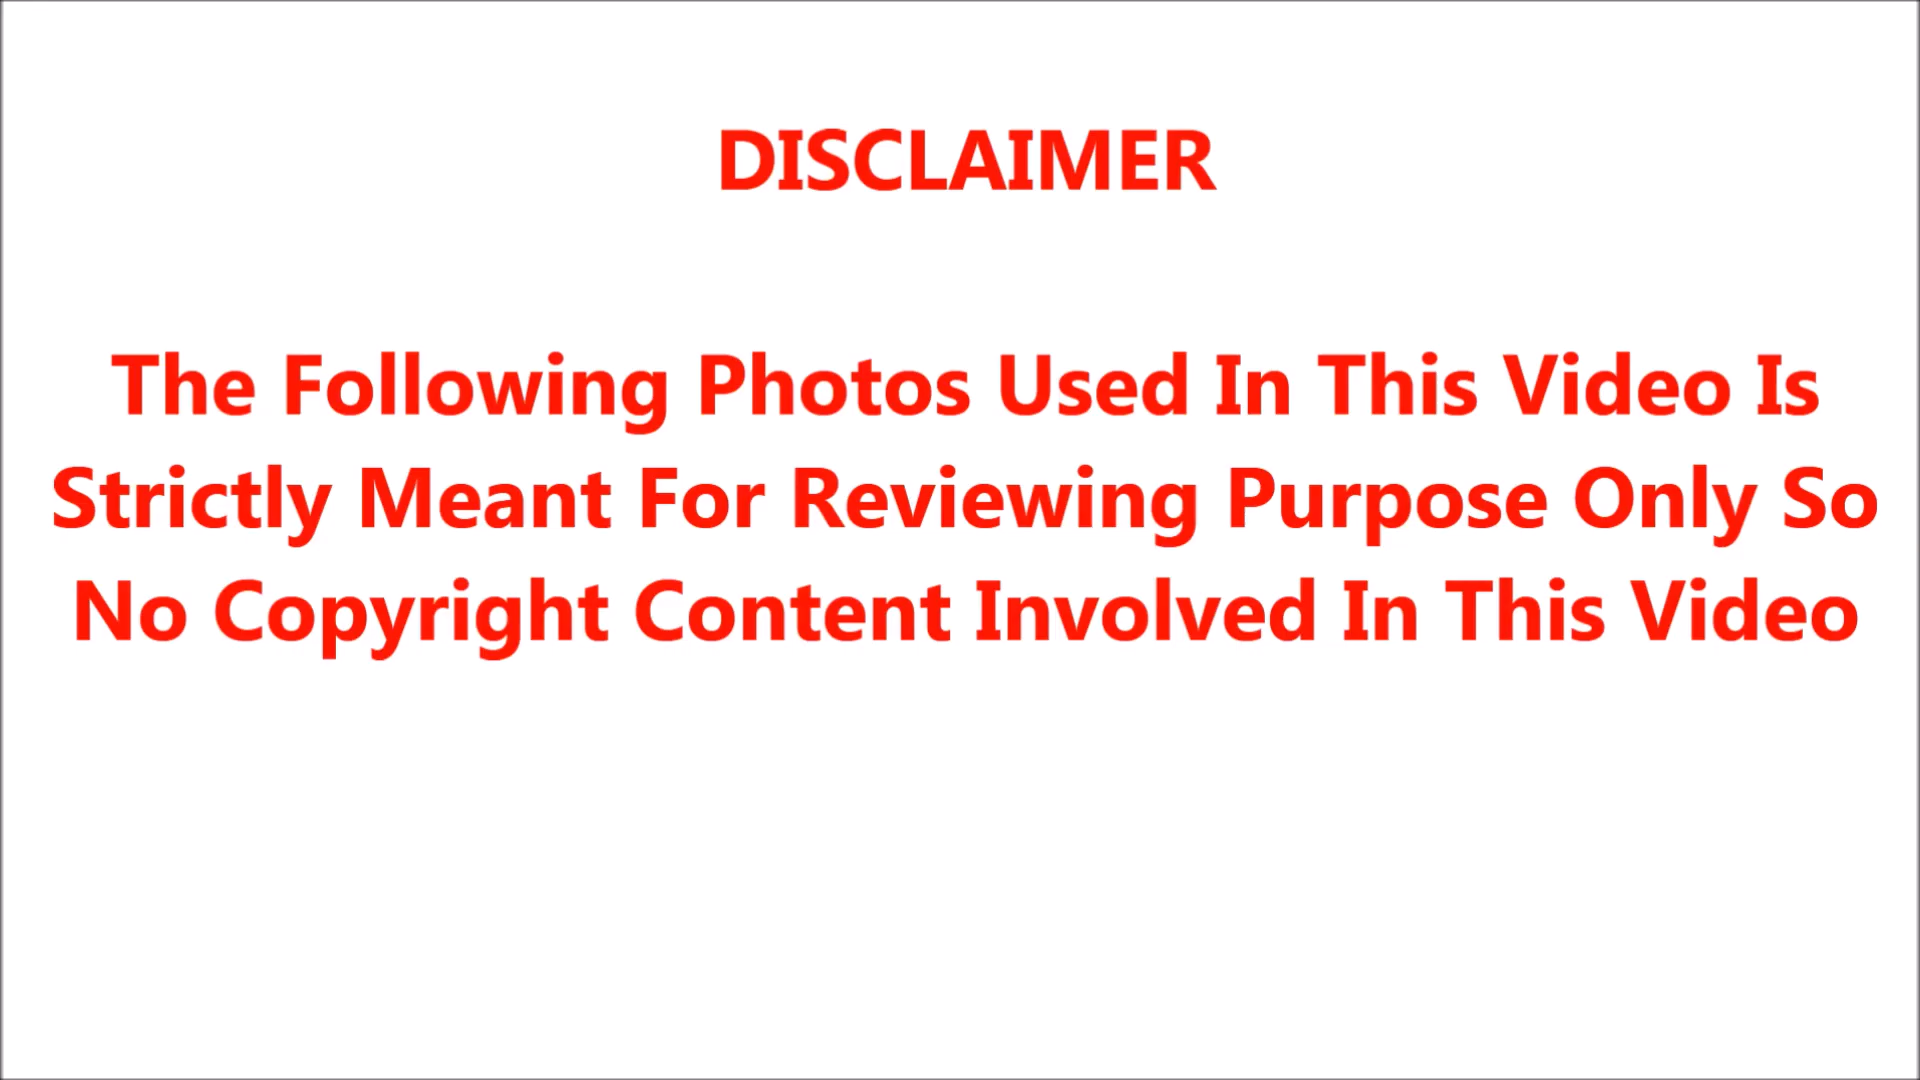 DISCLAIMER
The Following Photos Used In This Video Is
Strictly Meant For Reviewing Purpose Only So
No Copyright Content Involved In This Video